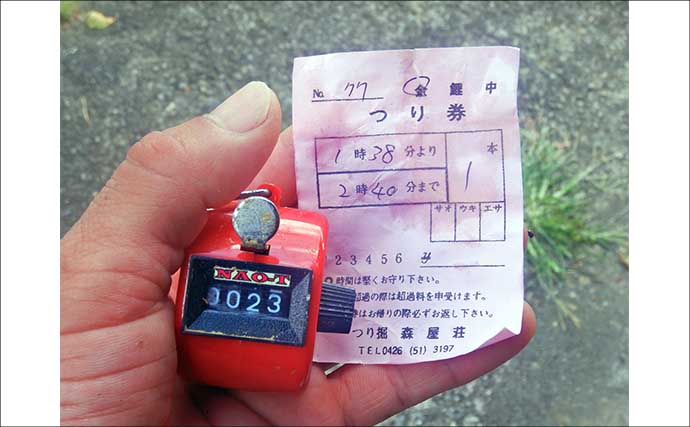 No. 77 金 鯉 中
つり券
1時38分より
2時40分まで
本
1
サオ ウキ エサ
23456
時間は堅くお守り下さい。
超過の際は超過料を申受けます。
はお帰りの際必ずお返し下さい。
つり堀 森屋荘
TEL0426 (51) 3197
NAO-T
0023